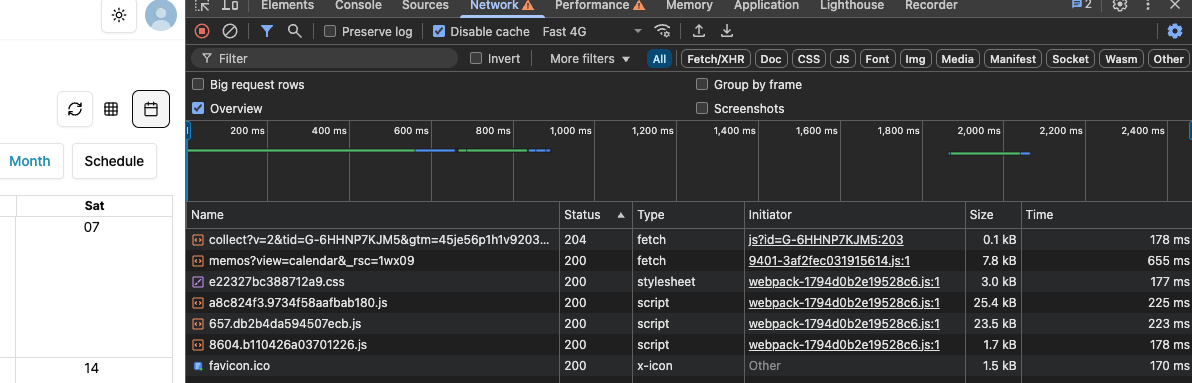 Elements Console Sources Network Performance Memory Application Lighthouse Recorder 2
Preserve log Disable cache Fast 4G
Filter Invert More filters All Fetch/XHR Doc CSS JS Font Img Media Manifest Socket Wasm Other
Big request rows Group by frame
Overview Screenshots
200 ms 400 ms 600 ms 800 ms 1,000 ms 1,200 ms 1,400 ms 1,600 ms 1,800 ms 2,000 ms 2,200 ms 2,400 ms
Month Schedule
Sat
07
14
Name Status Type Initiator Size Time
collect?v=2&tid=G-6HHNP7KJM5&gtm=45je56p1h1v9203... 204 fetch js?id=G-6HHNP7KJM5:203 0.1 kB 178 ms
memos?view=calendar&_rsc=1wx09 200 fetch 9401-3af2fec031915614.js:1 7.8 kB 655 ms
e22327bc388712a9.css 200 stylesheet webpack-1794d0b2e19528c6.js:1 3.0 kB 177 ms
a8c824f3.9734f58aafbab180.js 200 script webpack-1794d0b2e19528c6.js:1 25.4 kB 225 ms
657.db2b4da594507ecb.js 200 script webpack-1794d0b2e19528c6.js:1 23.5 kB 223 ms
8604.b110426a03701226.js 200 script webpack-1794d0b2e19528c6.js:1 1.7 kB 178 ms
favicon.ico 200 x-icon Other 1.5 kB 170 ms